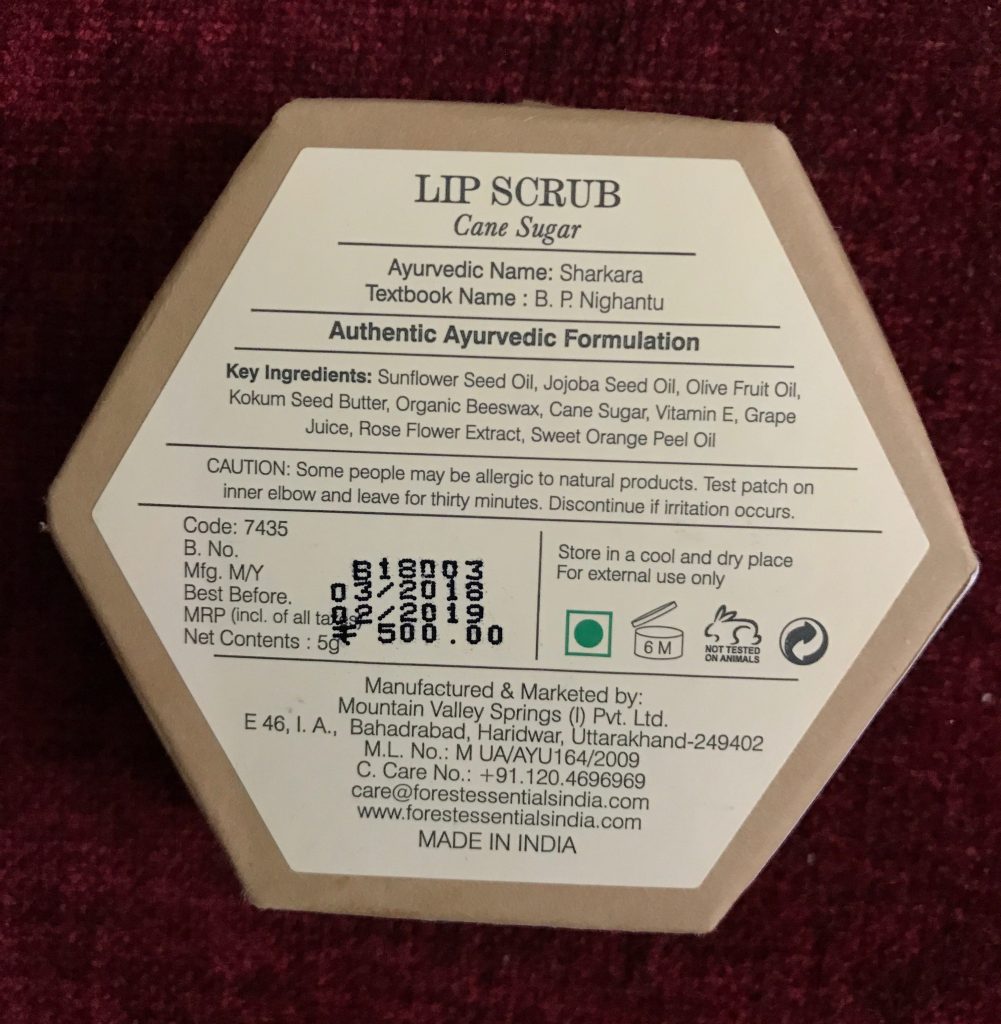 LIP SCRUB
Cane Sugar
Ayurvedic Name: Sharkara
Textbook Name : B. P. Nighantu
Authentic Ayurvedic Formulation
Key Ingredients: Sunflower Seed Oil, Jojoba Seed Oil, Olive Fruit Oil,
Kokum Seed Butter, Organic Beeswax, Cane Sugar, Vitamin E, Grape
Juice, Rose Flower Extract, Sweet Orange Peel Oil
CAUTION: Some people may be allergic to natural products. Test patch on
inner elbow and leave for thirty minutes. Discontinue if irritation occurs.
Code: 7435
B. No.
Mfg. M/Y B18003
Best Before. 03/2018
MRP (incl. of all taxes) 02/2019
Net Contents : 5g ₹ 500.00
Store in a cool and dry place
For external use only
6 M
NOT TESTED
ON ANIMALS
Manufactured & Marketed by:
Mountain Valley Springs (I) Pvt. Ltd.
E 46, I. A., Bahadrabad, Haridwar, Uttarakhand-249402
M.L. No.: M UA/AYU164/2009
C. Care No.: +91.120.4696969
care@forestessentialsindia.com
www.forestessentialsindia.com
MADE IN INDIA